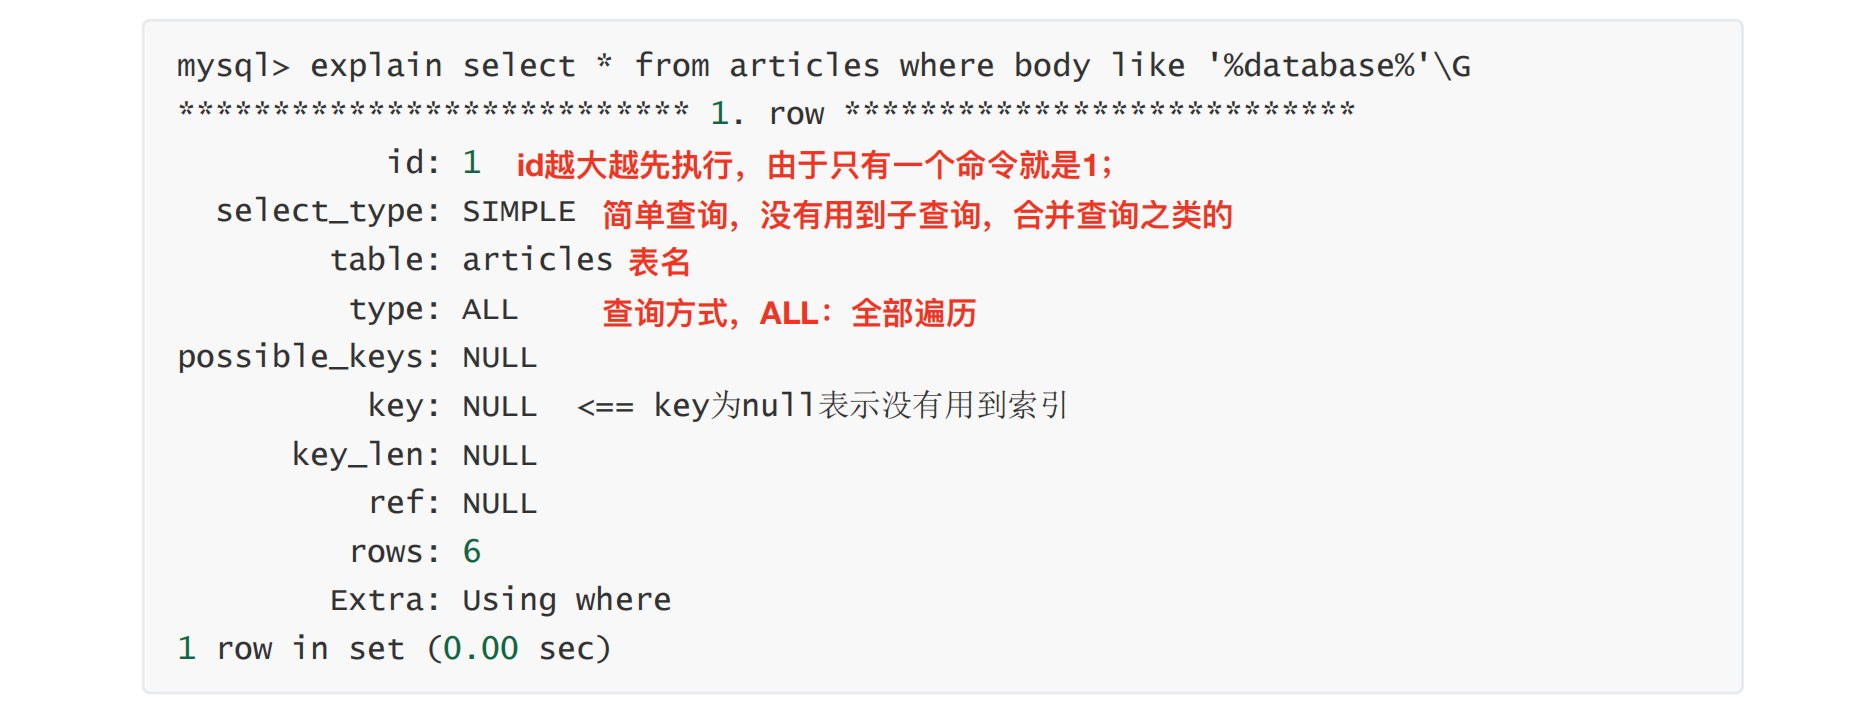 mysql> explain select * from articles where body like '%database%'\G
*************************** 1. row ***************************
id: 1 id越大越先执行，由于只有一个命令就是1；
select_type: SIMPLE 简单查询，没有用到子查询，合并查询之类的
table: articles 表名
type: ALL 查询方式，ALL：全部遍历
possible_keys: NULL
key: NULL <== key为null表示没有用到索引
key_len: NULL
ref: NULL
rows: 6
Extra: Using where
1 row in set (0.00 sec)